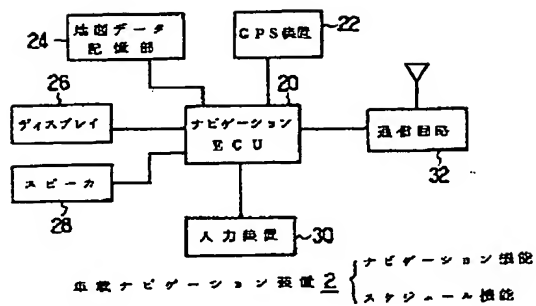 24
地図データ
記憶部
GPS装置
22
26
ディスプレイ
20
ナビゲーション
ECU
通信回路
32
スピーカ
28
入力装置
30
車載ナビゲーション装置 2
ナビゲーション機能
スケジュール機能